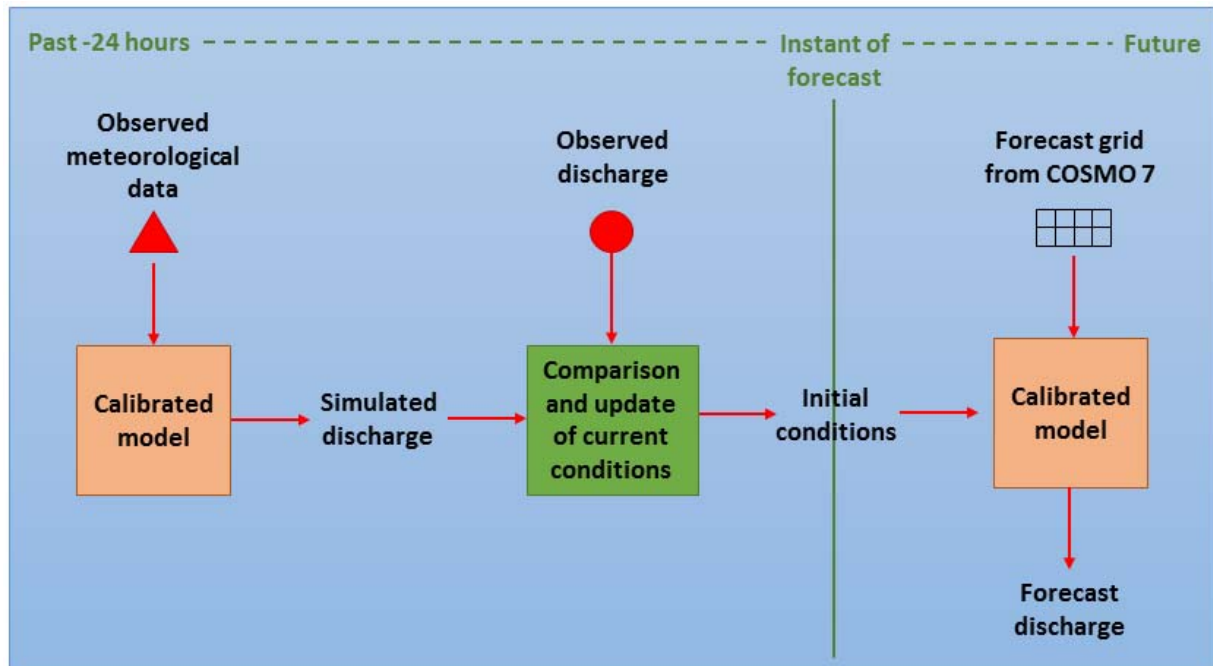 Past -24 hours
Instant of
forecast
Future
Observed
meteorological
data
Observed
discharge
Forecast grid
from COSMO 7
Calibrated
model
Simulated
discharge
Comparison
and update
of current
conditions
Initial
conditions
Calibrated
model
Forecast
discharge